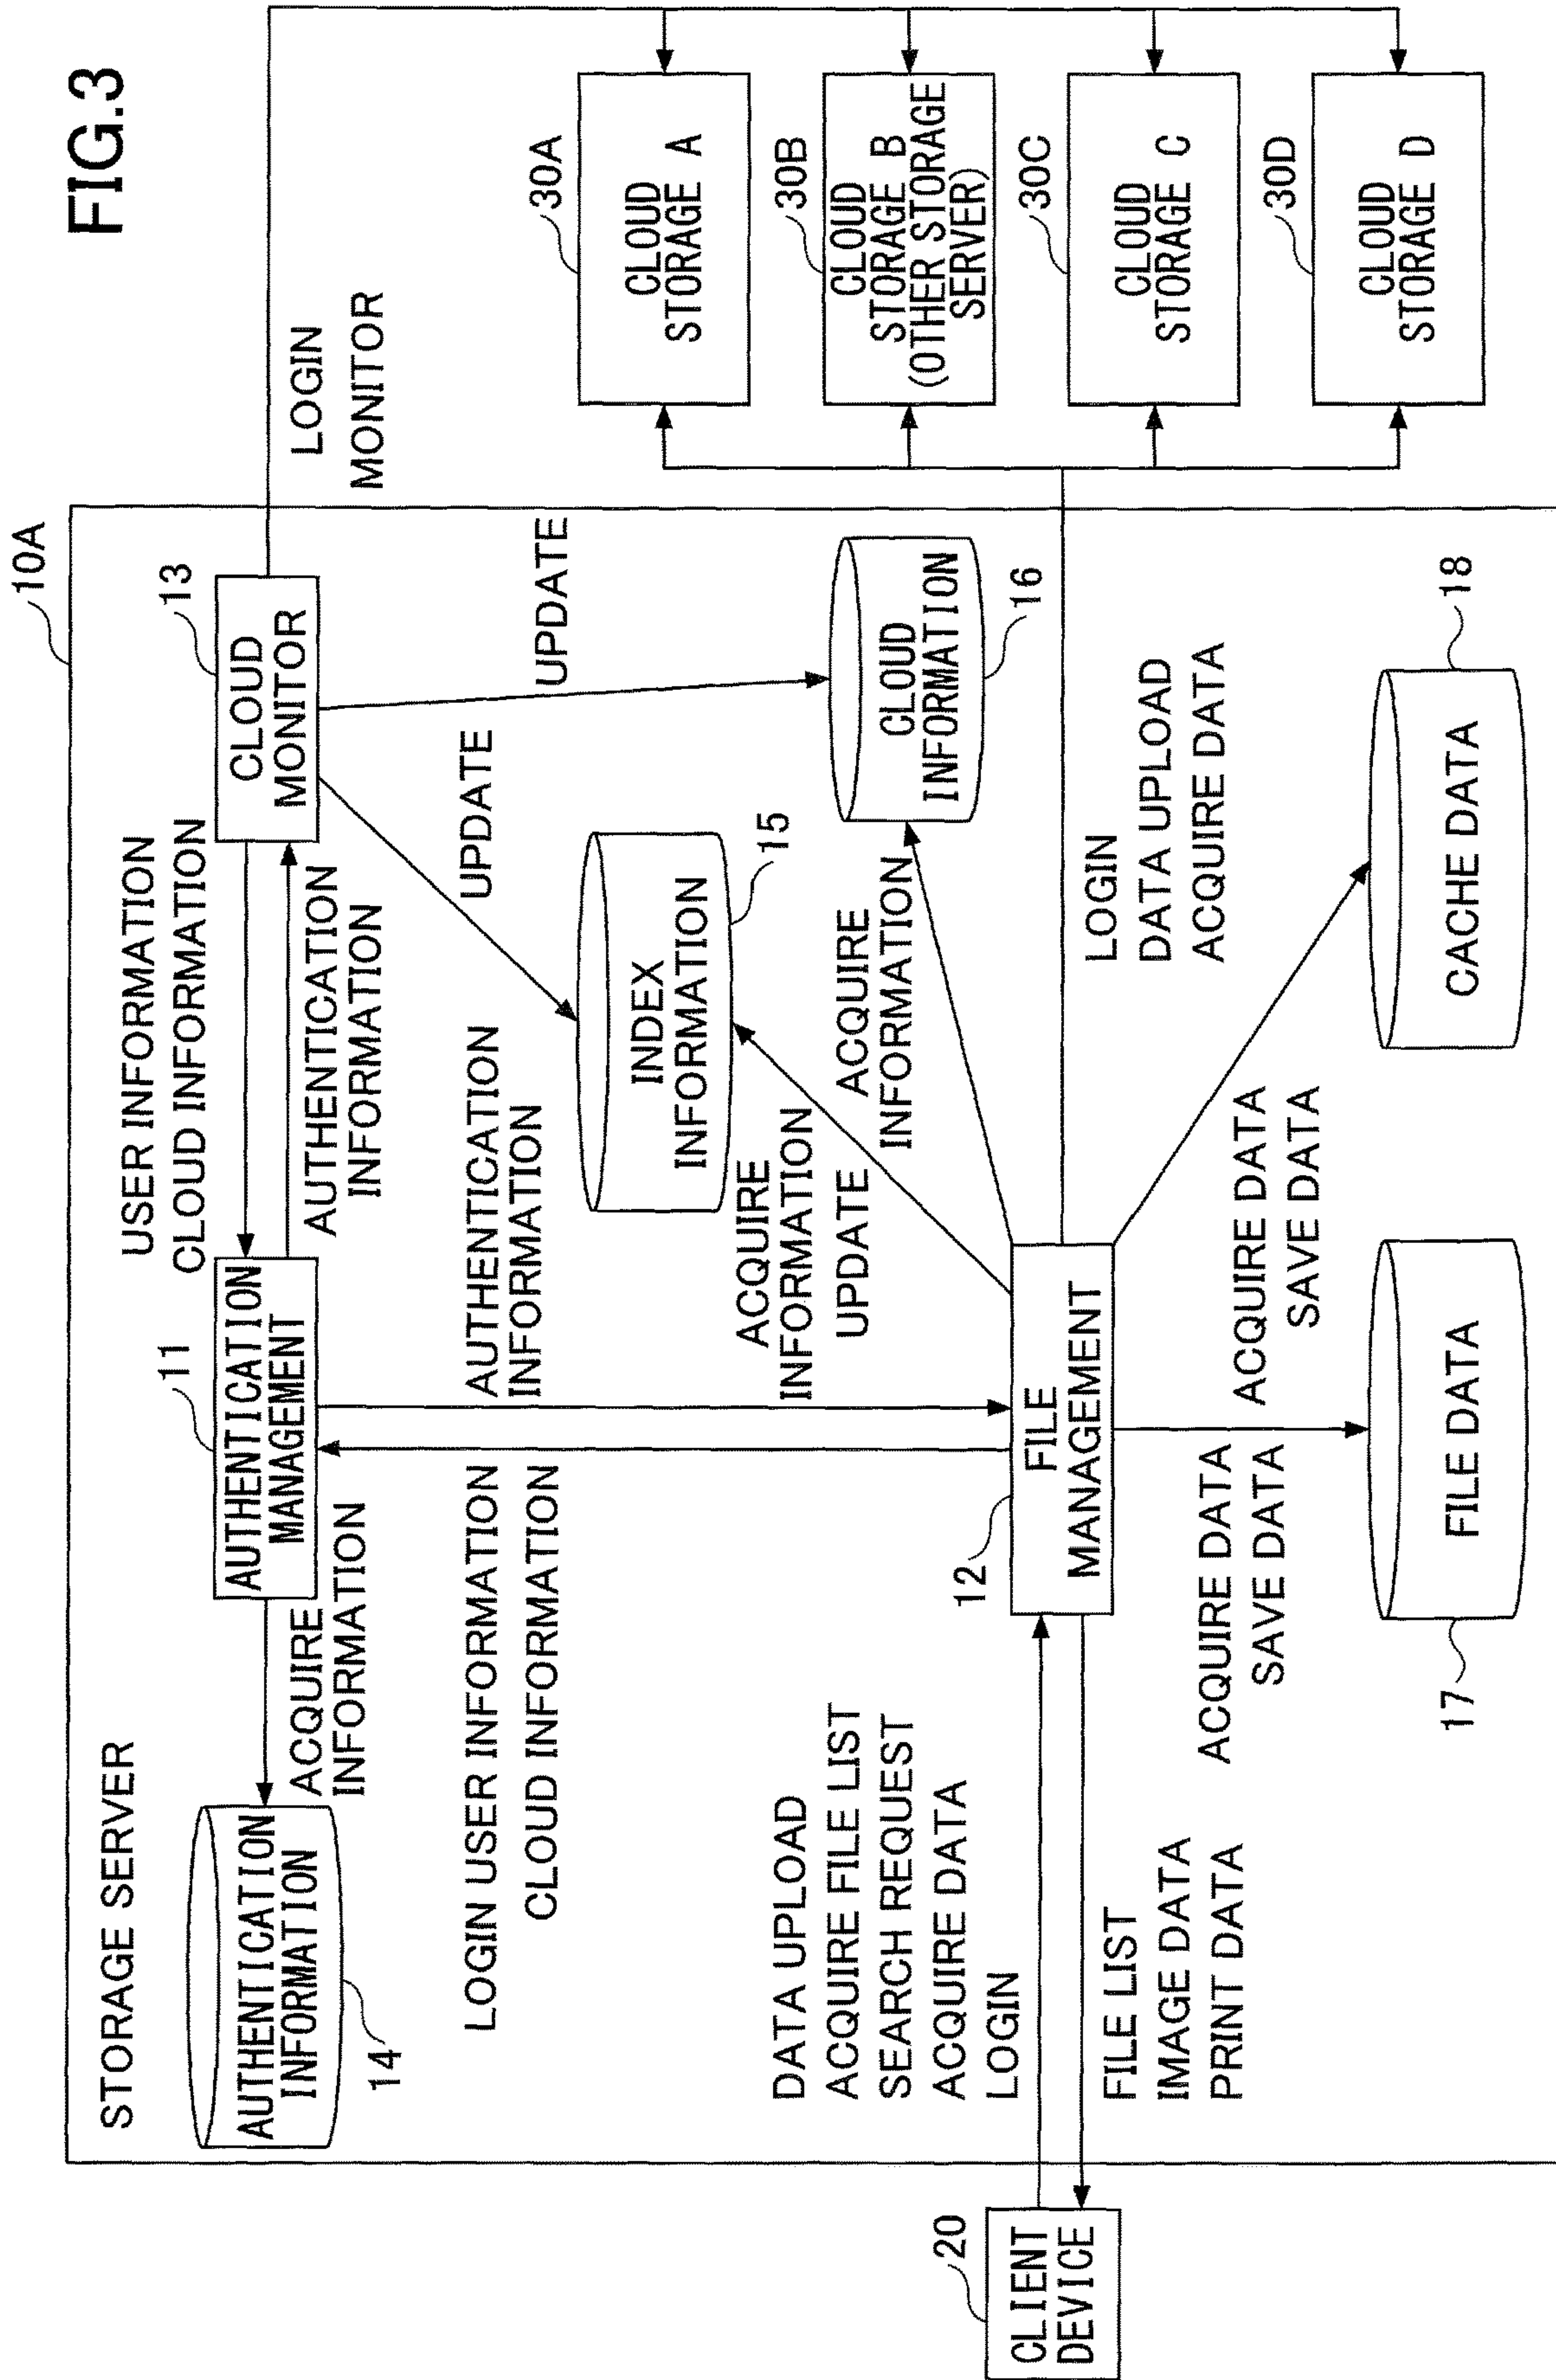 FIG.3
10A
STORAGE SERVER
AUTHENTICATION
INFORMATION
14
ACQUIRE
INFORMATION
11
AUTHENTICATION
MANAGEMENT
USER INFORMATION
CLOUD INFORMATION
AUTHENTICATION
INFORMATION
13
CLOUD
MONITOR
LOGIN
MONITOR
UPDATE
UPDATE
INDEX
INFORMATION
15
CLOUD
INFORMATION
16
LOGIN USER INFORMATION
CLOUD INFORMATION
AUTHENTICATION
INFORMATION
ACQUIRE
INFORMATION
UPDATE
ACQUIRE
INFORMATION
20
CLIENT
DEVICE
DATA UPLOAD
ACQUIRE FILE LIST
SEARCH REQUEST
ACQUIRE DATA
LOGIN
FILE LIST
IMAGE DATA
PRINT DATA
12
FILE
MANAGEMENT
LOGIN
DATA UPLOAD
ACQUIRE DATA
ACQUIRE DATA
SAVE DATA
ACQUIRE DATA
SAVE DATA
17
FILE DATA
CACHE DATA
18
30A
CLOUD
STORAGE A
30B
CLOUD
STORAGE B
(OTHER STORAGE
SERVER)
30C
CLOUD
STORAGE C
30D
CLOUD
STORAGE D